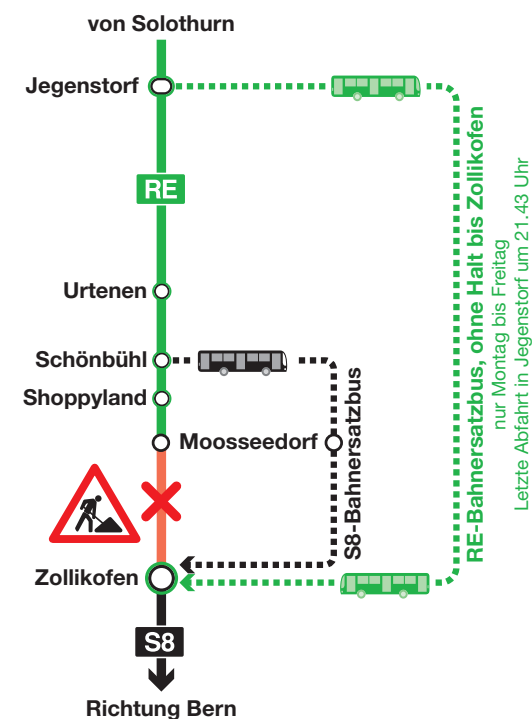 von Solothurn
Jegenstorf
RE
Urtenen
Schönbühl
Shoppyland
Moosseedorf
Zollikofen
S8
Richtung Bern
S8-Bahnersatzbus
RE-Bahnersatzbus, ohne Halt bis Zollikofen
nur Montag bis Freitag
Letzte Abfahrt in Jegenstorf um 21.43 Uhr